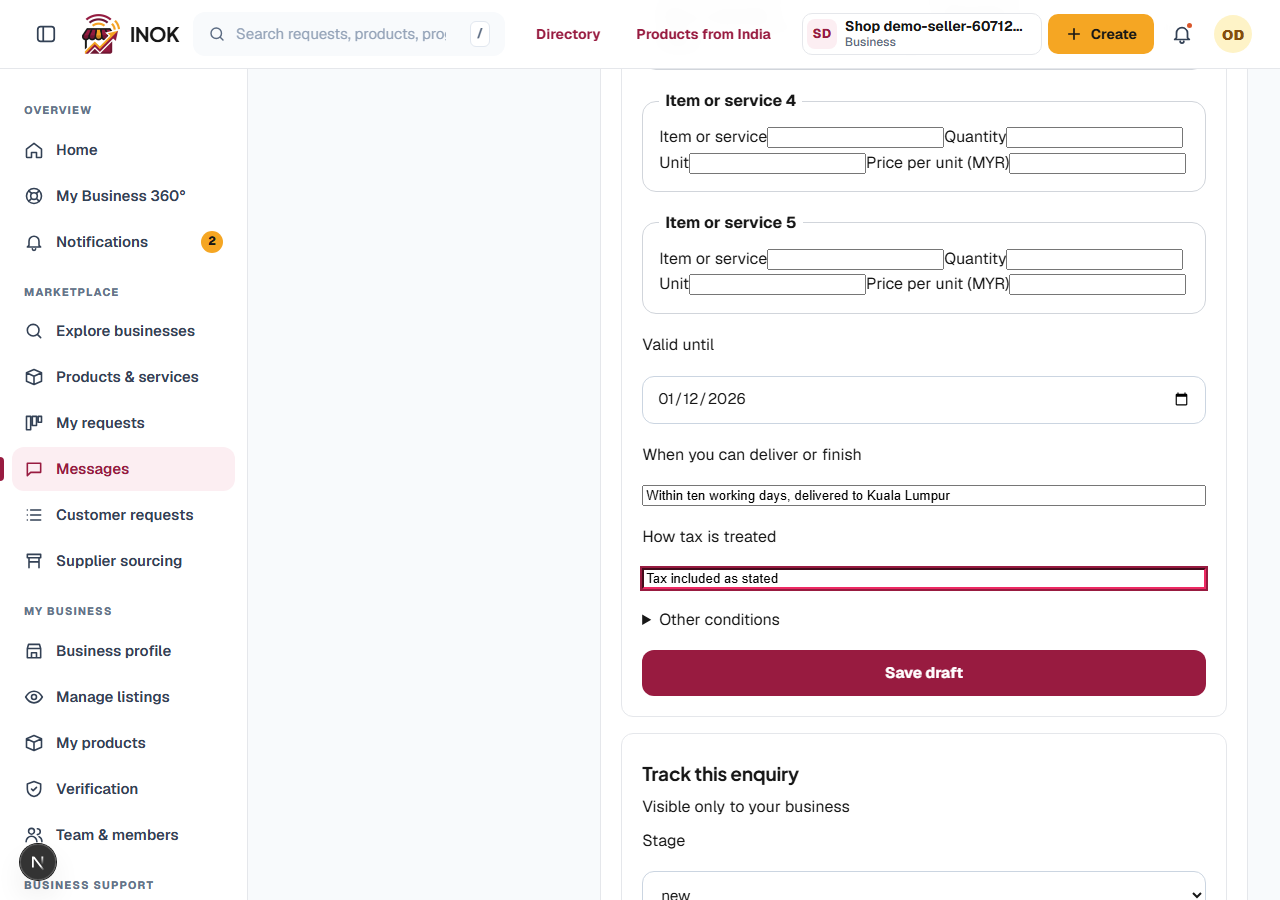 INOK
Search requests, products, prog
/
Directory
Products from India
SD
Shop demo-seller-60712...
Business
Create
OD
OVERVIEW
Home
My Business 360°
Notifications
2
MARKETPLACE
Explore businesses
Products & services
My requests
Messages
Customer requests
Supplier sourcing
MY BUSINESS
Business profile
Manage listings
My products
Verification
Team & members
N
BUSINESS SUPPORT
Item or service 4
Item or service Quantity
Unit Price per unit (MYR)
Item or service 5
Item or service Quantity
Unit Price per unit (MYR)
Valid until
01/12/2026
When you can deliver or finish
Within ten working days, delivered to Kuala Lumpur
How tax is treated
Tax included as stated
Other conditions
Save draft
Track this enquiry
Visible only to your business
Stage
new